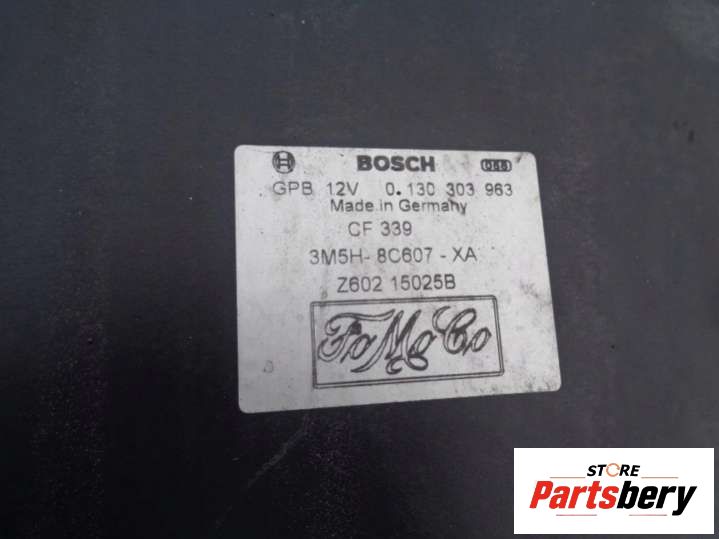 BOSCH
GPB 12V 0.130 303 963
Made in Germany
CF 339
3M5H- 8C607 - XA
Z602 15025B
FoMoCo
STORE
Partsbery